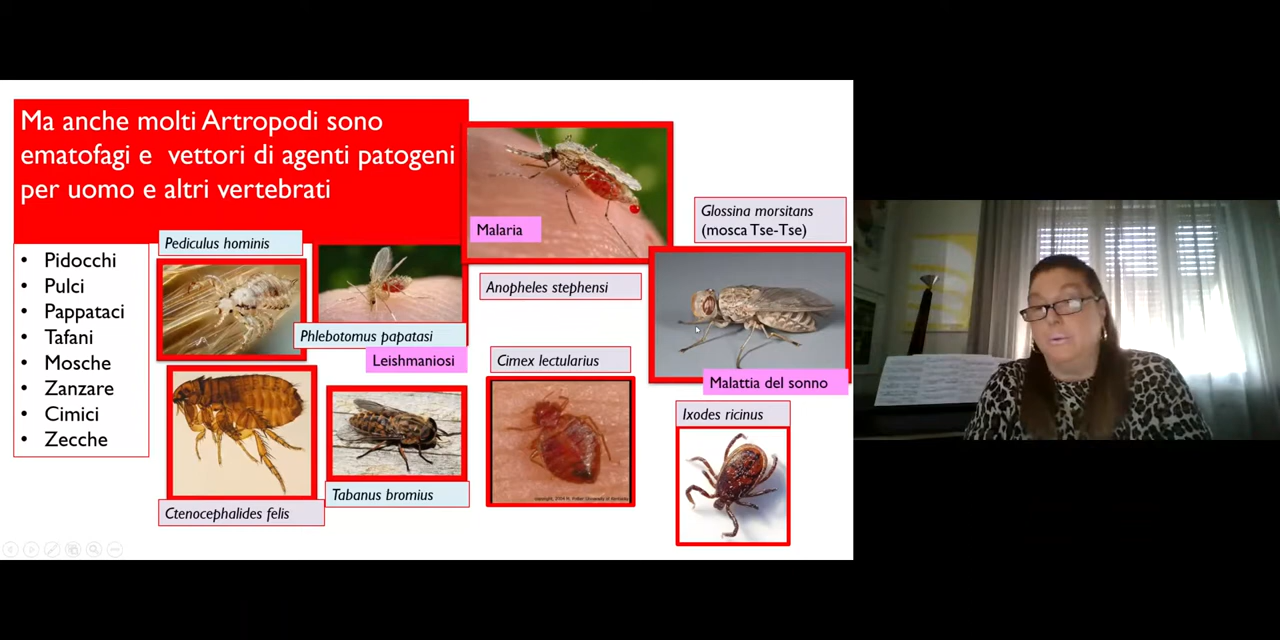 Ma anche molti Artropodi sono
ematofagi e vettori di agenti patogeni
per uomo e altri vertebrati
• Pidocchi
• Pulci
• Pappataci
• Tafani
• Mosche
• Zanzare
• Cimici
• Zecche
Pediculus hominis
Phlebotomus papatasi
Leishmaniosi
Ctenocephalides felis
Tabanus bromius
Malaria
Anopheles stephensi
Cimex lectularius
Glossina morsitans
(mosca Tse-Tse)
Malattia del sonno
Ixodes ricinus